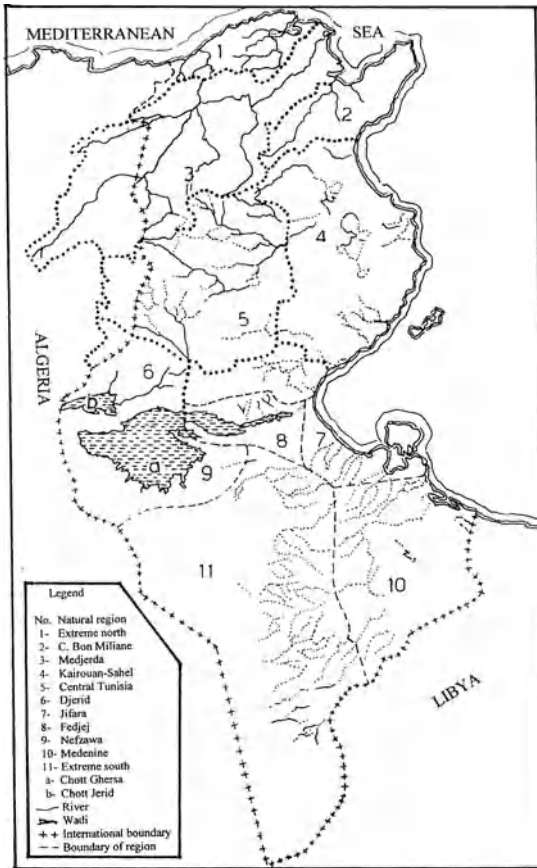 MEDITERRANEAN SEA
1
2
3
4
5
ALGERIA
6
b
8 7
a 9
11
10
LIBYA
Legend
No. Natural region
1- Extreme north
2- C. Bon Miliane
3- Medjerda
4- Kairouan-Sahel
5- Central Tunisia
6- Djerid
7- Jifara
8- Fedjej
9- Nefzawa
10- Medenine
11- Extreme south
a- Chott Ghersa
b- Chott Jerid
River
Wadi
International boundary
Boundary of region